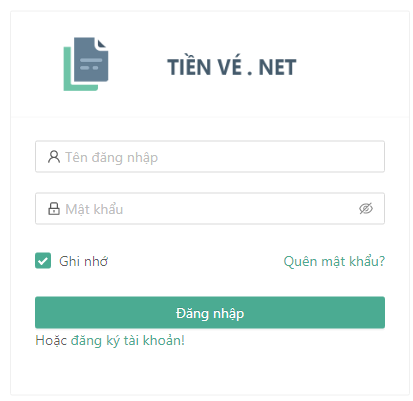 TIỀN VÉ . NET
Tên đăng nhập
Mật khẩu
Ghi nhớ
Quên mật khẩu?
Đăng nhập
Hoặc đăng ký tài khoản!